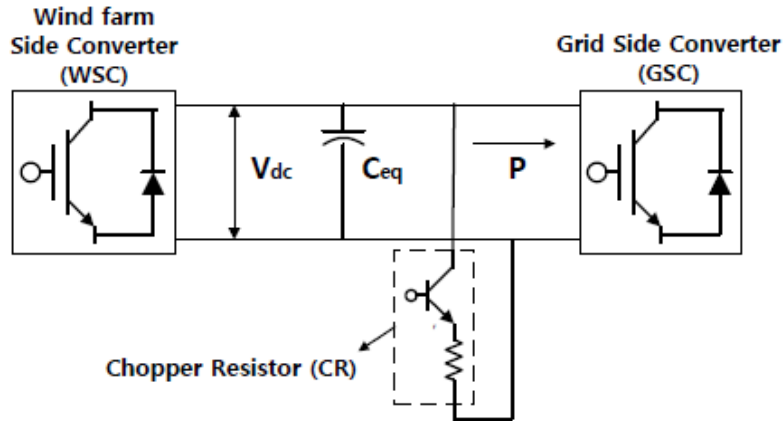 Wind farm
Side Converter
(WSC)
Grid Side Converter
(GSC)
Vdc
Ceq
P
Chopper Resistor (CR)